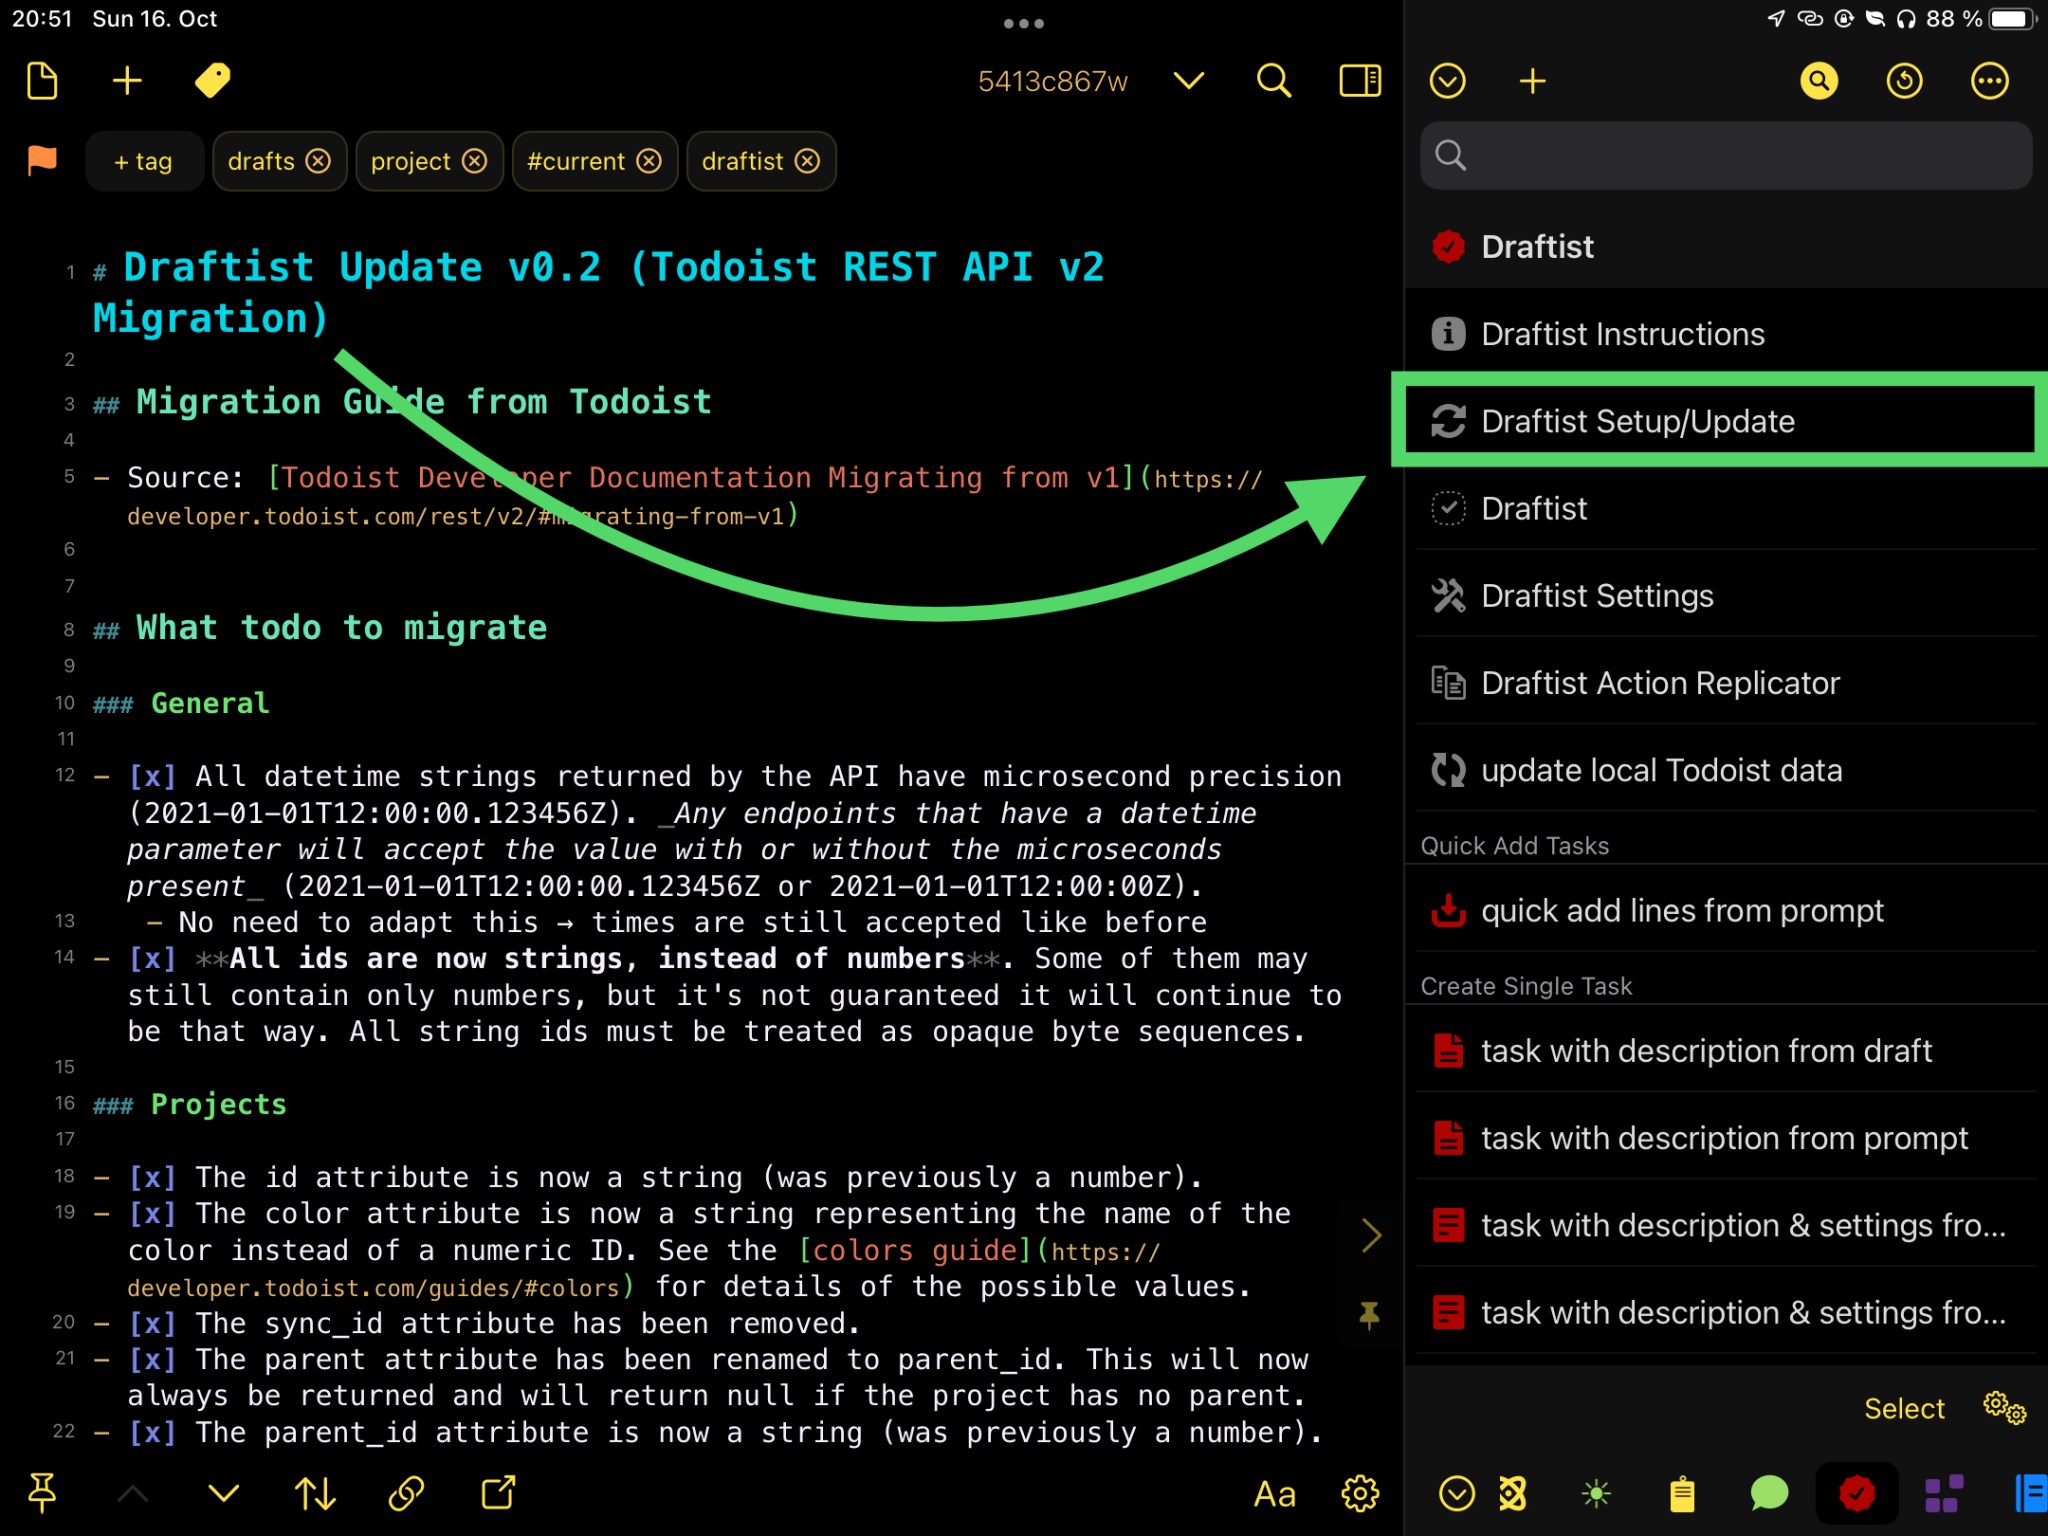 20:51 Sun 16. Oct
88 %
5413c867w
+ tag
drafts
project
#current
draftist
1 # Draftist Update v0.2 (Todoist REST API v2
Migration)
2
3 ## Migration Guide from Todoist
4
5 – Source: [Todoist Developer Documentation Migrating from v1](https://
developer.todoist.com/rest/v2/#migrating-from-v1)
6
7
8 ## What todo to migrate
9
10 ### General
11
12 – [x] All datetime strings returned by the API have microsecond precision
(2021-01-01T12:00:00.123456Z). _Any endpoints that have a datetime
parameter will accept the value with or without the microseconds
present_ (2021-01-01T12:00:00.123456Z or 2021-01-01T12:00:00Z).
13 – No need to adapt this → times are still accepted like before
14 – [x] **All ids are now strings, instead of numbers**. Some of them may
still contain only numbers, but it's not guaranteed it will continue to
be that way. All string ids must be treated as opaque byte sequences.
15
16 ### Projects
17
18 – [x] The id attribute is now a string (was previously a number).
19 – [x] The color attribute is now a string representing the name of the
color instead of a numeric ID. See the [colors guide](https://
developer.todoist.com/guides/#colors) for details of the possible values.
20 – [x] The sync_id attribute has been removed.
21 – [x] The parent attribute has been renamed to parent_id. This will now
always be returned and will return null if the project has no parent.
22 – [x] The parent_id attribute is now a string (was previously a number).
Aa
Draftist
Draftist Instructions
Draftist Setup/Update
Draftist
Draftist Settings
Draftist Action Replicator
update local Todoist data
Quick Add Tasks
quick add lines from prompt
Create Single Task
task with description from draft
task with description from prompt
task with description & settings fro...
task with description & settings fro...
Select